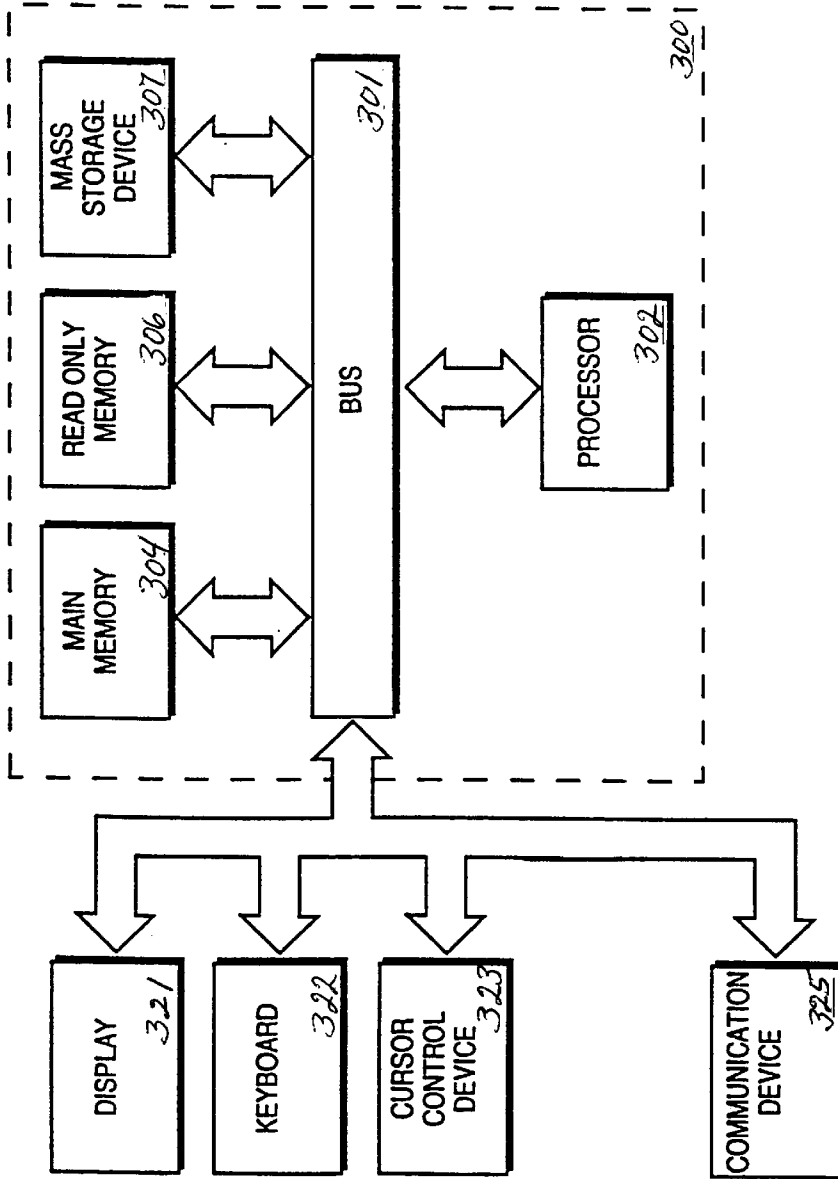 DISPLAY
321
KEYBOARD
322
CURSOR
CONTROL
DEVICE
323
COMMUNICATION
DEVICE
325
MAIN
MEMORY
304
READ ONLY
MEMORY
306
MASS
STORAGE
DEVICE
307
BUS
301
PROCESSOR
302
300